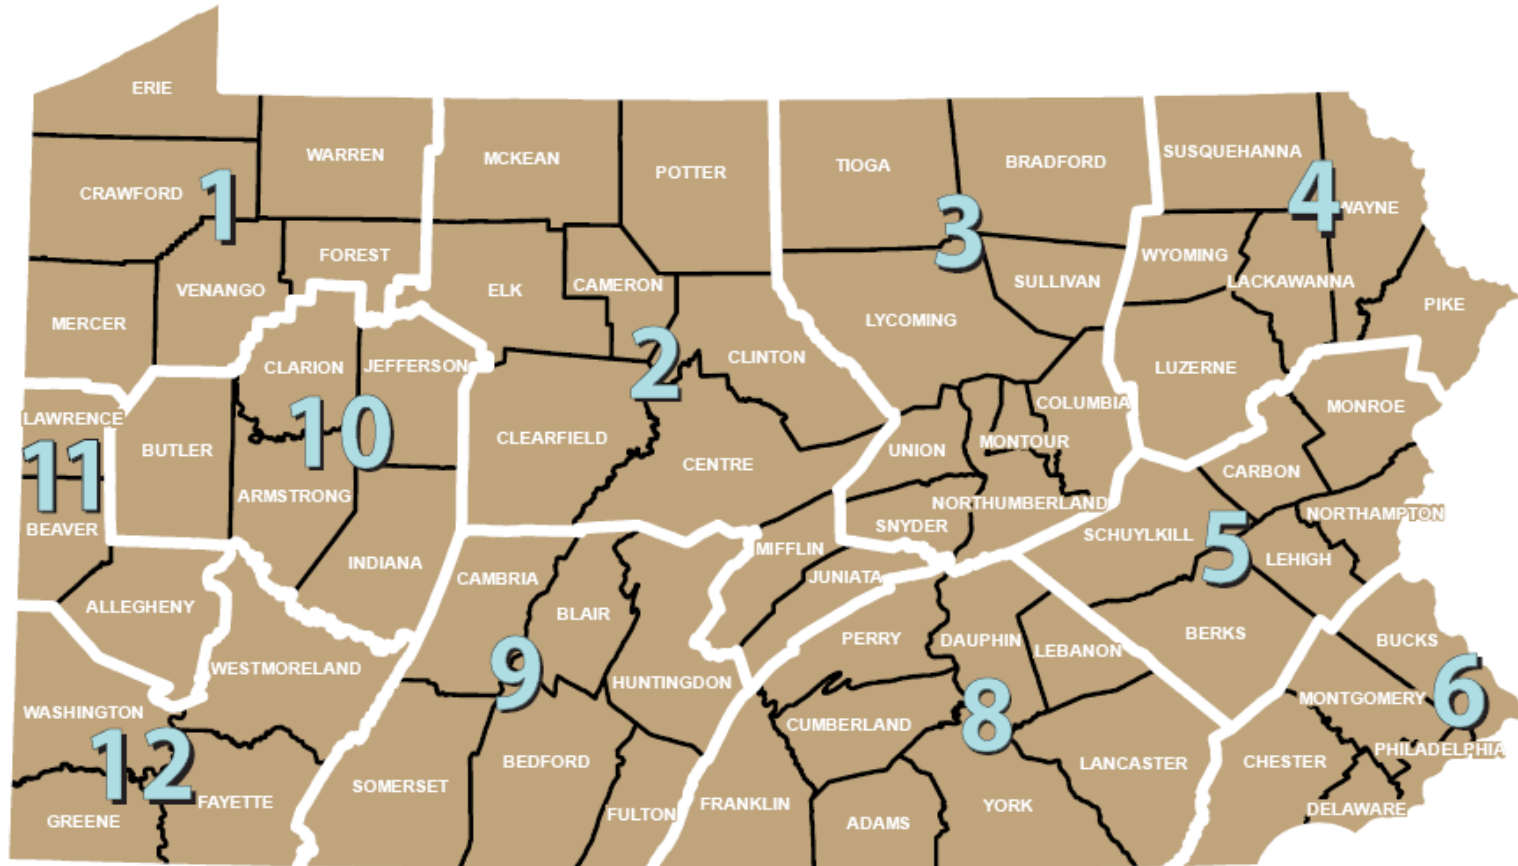 ERIE
WARREN
MCKEAN
POTTER
TIOGA
BRADFORD
SUSQUEHANNA
CRAWFORD
1
3
4
WAYNE
FOREST
VENANGO
ELK
CAMERON
SULLIVAN
WYOMING
LACKAWANNA
MERCER
LYCOMING
PIKE
CLARION
JEFFERSON
2
CLINTON
LUZERNE
LAWRENCE
COLUMBIA
MONROE
10
11
BUTLER
CLEARFIELD
CENTRE
UNION
MONTOUR
CARBON
ARMSTRONG
NORTHUMBERLAND
NORTHAMPTON
BEAVER
SNYDER
SCHUYLKILL
5
INDIANA
MIFFLIN
LEHIGH
CAMBRIA
JUNIATA
ALLEGHENY
BLAIR
PERRY
DAUPHIN
LEBANON
BERKS
BUCKS
WESTMORELAND
9
HUNTINGDON
MONTGOMERY
6
WASHINGTON
CUMBERLAND
8
12
BEDFORD
LANCASTER
CHESTER
PHILADELPHIA
SOMERSET
FAYETTE
FRANKLIN
YORK
DELAWARE
GREENE
FULTON
ADAMS